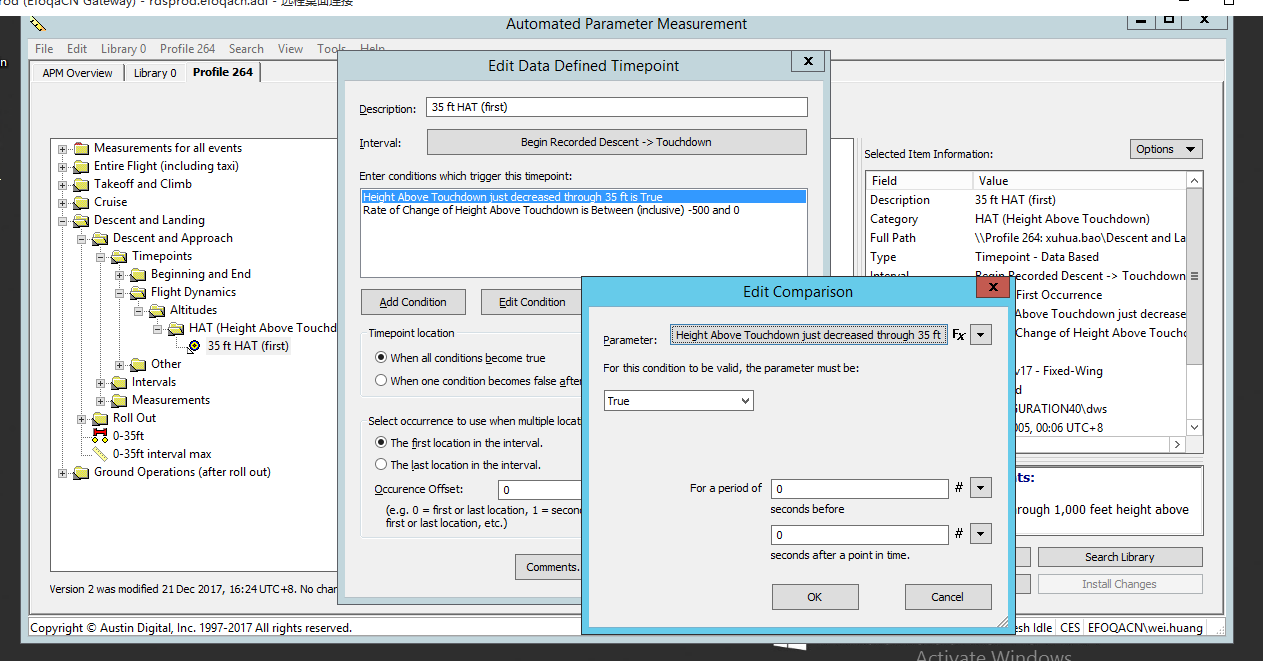 rod (EfoqaCN Gateway) - rdsprod.efoqacn.adi - 远程桌面连接
Automated Parameter Measurement
File Edit Library 0 Profile 264 Search View Tools Help
APM Overview Library 0 Profile 264
Measurements for all events
Entire Flight (including taxi)
Takeoff and Climb
Cruise
Descent and Landing
Descent and Approach
Timepoints
Beginning and End
Flight Dynamics
Altitudes
HAT (Height Above Touchd
35 ft HAT (first)
Other
Intervals
Measurements
Roll Out
0-35ft
0-35ft interval max
Ground Operations (after roll out)
Version 2 was modified 21 Dec 2017, 16:24 UTC+8. No char
Edit Data Defined Timepoint
Description: 35 ft HAT (first)
Interval: Begin Recorded Descent -> Touchdown
Enter conditions which trigger this timepoint:
Height Above Touchdown just decreased through 35 ft is True
Rate of Change of Height Above Touchdown is Between (inclusive) -500 and 0
Add Condition Edit Condition
Timepoint location
When all conditions become true
When one condition becomes false after
Select occurrence to use when multiple locat
The first location in the interval.
The last location in the interval.
Occurence Offset: 0
(e.g. 0 = first or last location, 1 = secon
first or last location, etc.)
Comments.
Edit Comparison
Parameter: Height Above Touchdown just decreased through 35 ft Fx
For this condition to be valid, the parameter must be:
True
For a period of 0 #
seconds before
0 #
seconds after a point in time.
OK Cancel
Selected Item Information: Options
Field Value
Description 35 ft HAT (first)
Category HAT (Height Above Touchdown)
Full Path \\Profile 264: xuhua.bao\Descent and La
Type Timepoint - Data Based
Interval Begin Recorded Descent -> Touchdown
First Occurrence
Above Touchdown just decrease
Change of Height Above Touchd
v17 - Fixed-Wing
d
GURATION40\dws
005, 00:06 UTC+8
ts:
rough 1,000 feet height above
Search Library
Install Changes
Copyright © Austin Digital, Inc. 1997-2017 All rights reserved.
esh Idle CES EFOQACN\wei.huang
Activate Windows